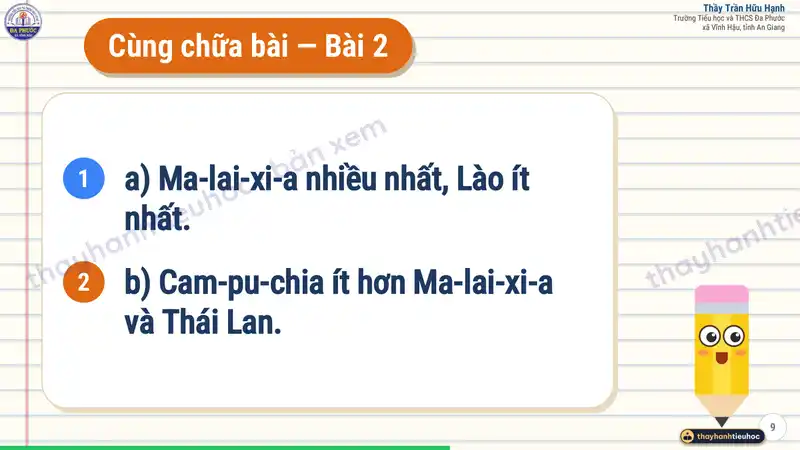 ĐA PHƯỚC
Thầy Trần Hữu Hạnh
Trường Tiểu học và THCS Đa Phước
xã Vĩnh Hậu, tỉnh An Giang
Cùng chữa bài — Bài 2
1 a) Ma-lai-xi-a nhiều nhất, Lào ít
nhất.
2 b) Cam-pu-chia ít hơn Ma-lai-xi-a
và Thái Lan.
thayhanhtieuhoc
9